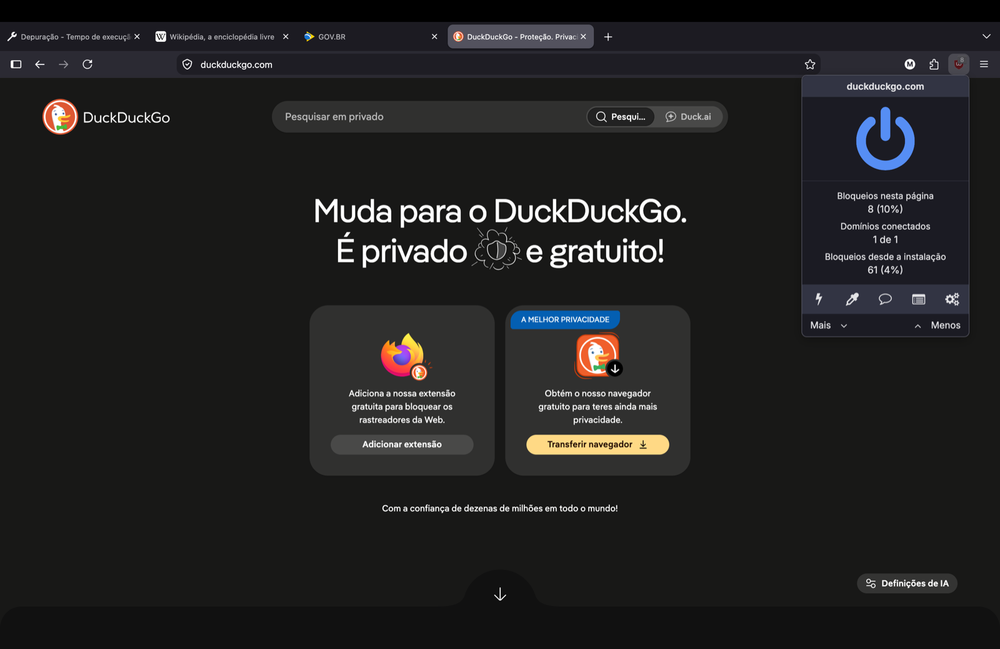 Depuração - Tempo de execuçã
Wikipédia, a enciclopédia livre
GOV.BR
DuckDuckGo - Proteção. Privac
duckduckgo.com
M
8
DuckDuckGo
Pesquisar em privado
Pesqui...
Duck.ai
duckduckgo.com
Bloqueios nesta página
8 (10%)
Domínios conectados
1 de 1
Bloqueios desde a instalação
61 (4%)
Mais
Menos
Muda para o DuckDuckGo.
É privado e gratuito!
Adiciona a nossa extensão
gratuita para bloquear os
rastreadores da Web.
Adicionar extensão
A MELHOR PRIVACIDADE
Obtém o nosso navegador
gratuito para teres ainda mais
privacidade.
Transferir navegador
Com a confiança de dezenas de milhões em todo o mundo!
Definições de IA